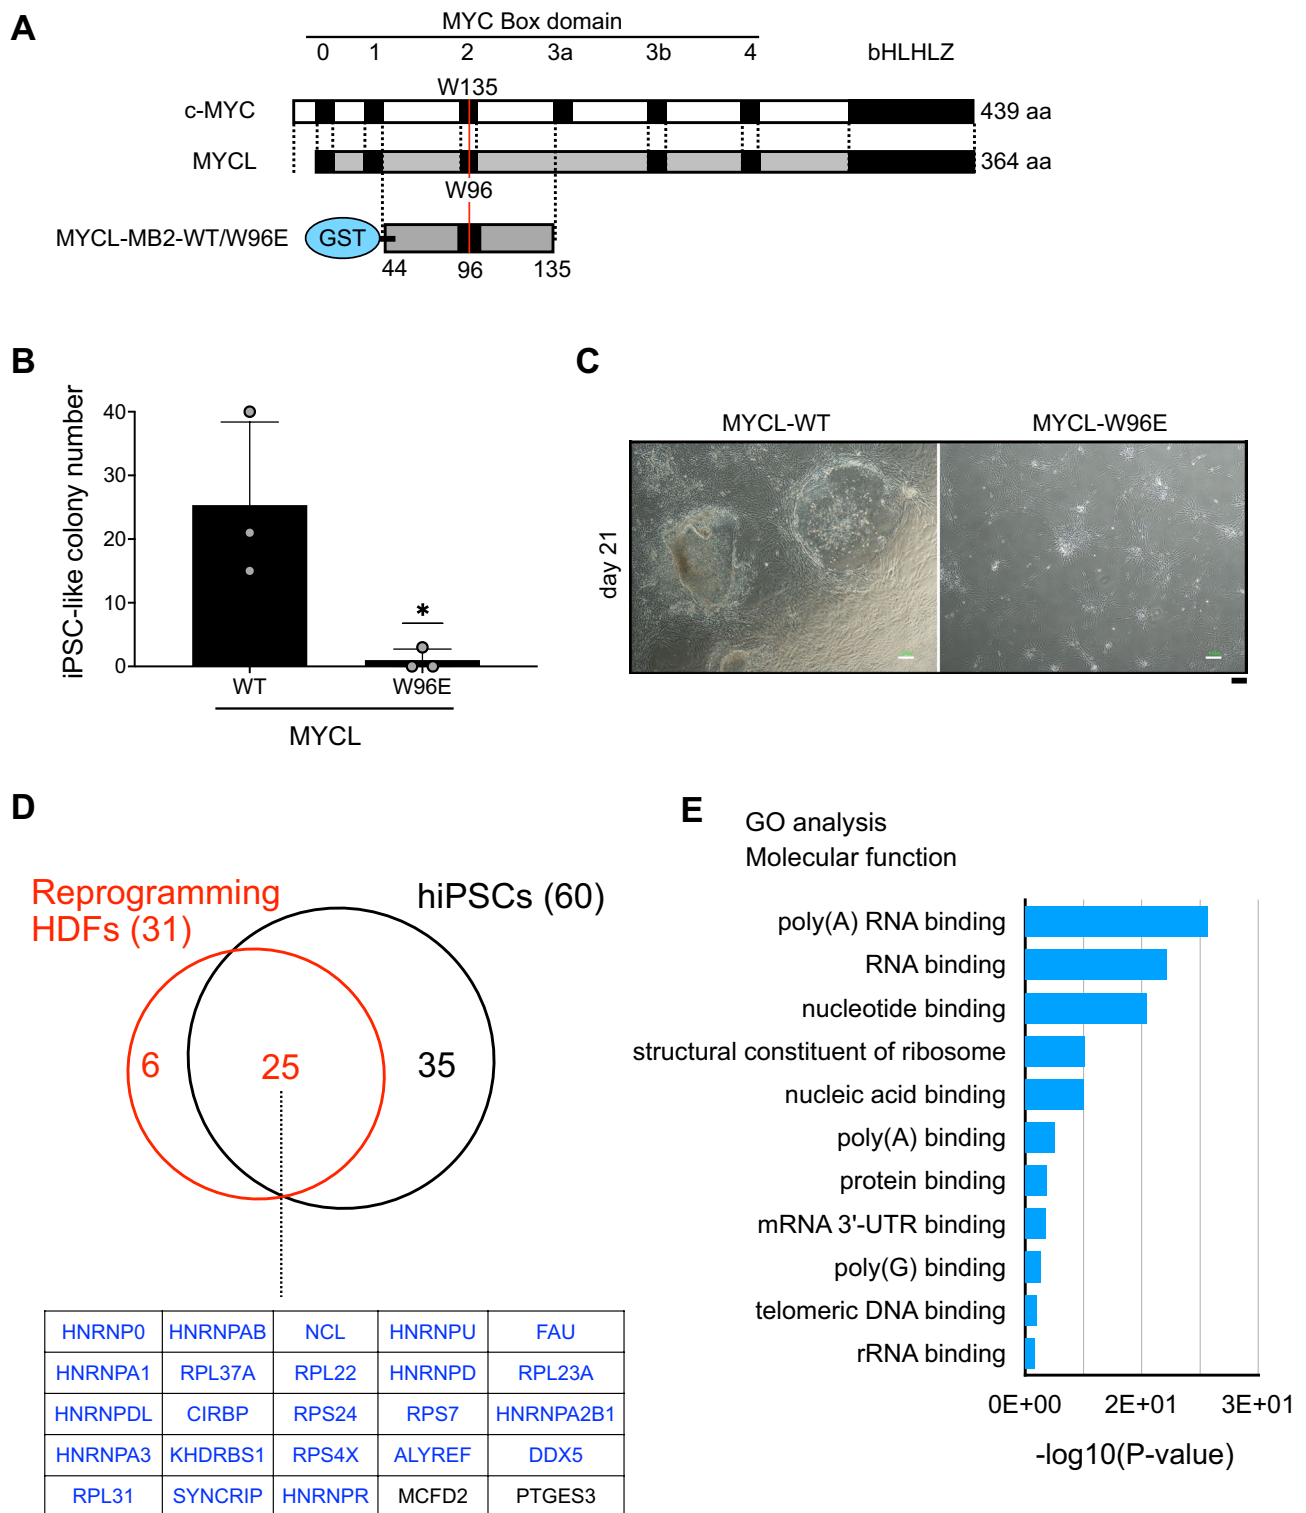 A
MYC Box domain
0 1 2 3a 3b 4 bHLHLZ
W135
c-MYC 439 aa
MYCL 364 aa
W96
MYCL-MB2-WT/W96E GST
44 96 135
B
iPSC-like colony number
40
30
20
10
0
*
WT W96E
MYCL
C
MYCL-WT MYCL-W96E
day 21
D
Reprogramming
HDFs (31)
hiPSCs (60)
6 25 35
HNRNP0 HNRNPAB NCL HNRNPU FAU
HNRNPA1 RPL37A RPL22 HNRNPD RPL23A
HNRNPDL CIRBP RPS24 RPS7 HNRNPA2B1
HNRNPA3 KHDRBS1 RPS4X ALYREF DDX5
RPL31 SYNCRIP HNRNPR MCFD2 PTGES3
E
GO analysis
Molecular function
poly(A) RNA binding
RNA binding
nucleotide binding
structural constituent of ribosome
nucleic acid binding
poly(A) binding
protein binding
mRNA 3'-UTR binding
poly(G) binding
telomeric DNA binding
rRNA binding
0E+00 2E+01 3E+01
-log10(P-value)